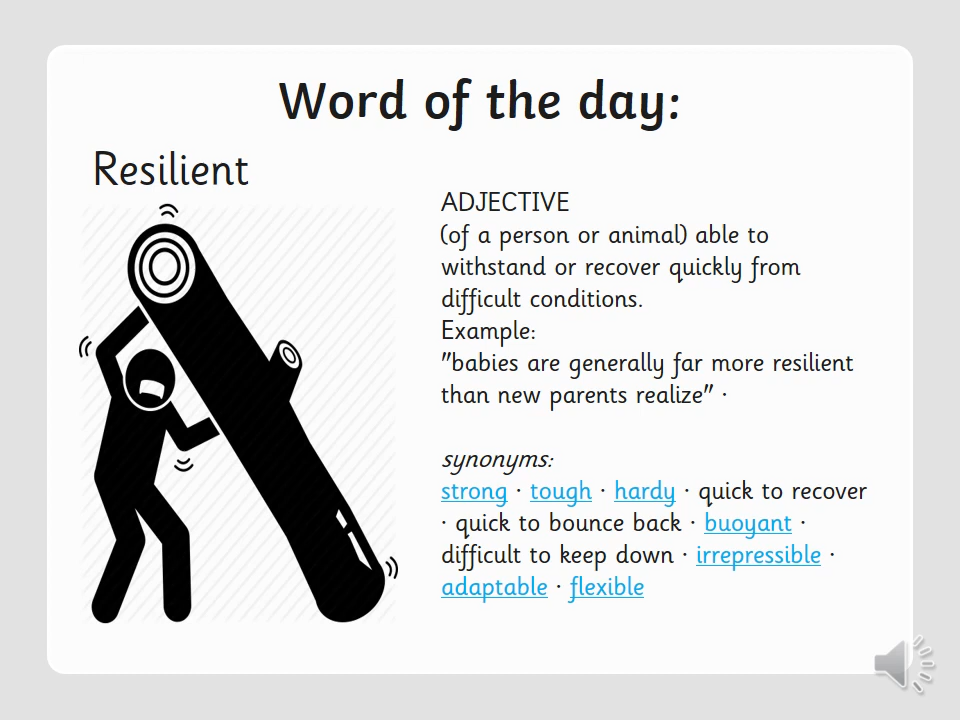 Word of the day:
Resilient
ADJECTIVE
(of a person or animal) able to
withstand or recover quickly from
difficult conditions.
Example:
"babies are generally far more resilient
than new parents realize" ·
synonyms:
strong · tough · hardy · quick to recover
· quick to bounce back · buoyant ·
difficult to keep down · irrepressible ·
adaptable · flexible